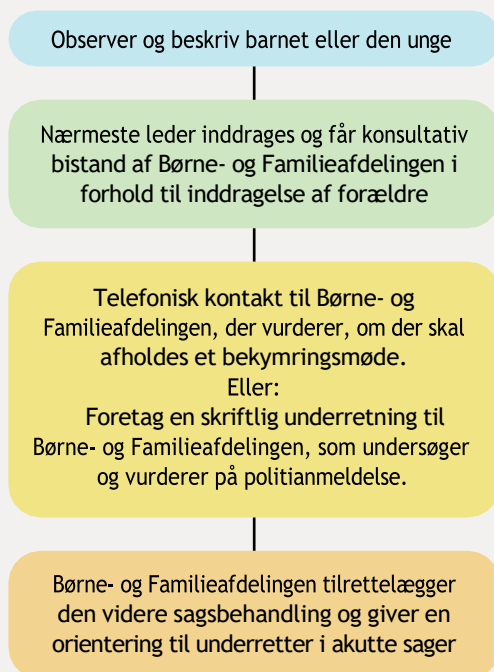 Observer og beskriv barnet eller den unge
Nærmeste leder inddrages og får konsultativ
bistand af Børne- og Familieafdelingen i
forhold til inddragelse af forældre
Telefonisk kontakt til Børne- og
Familieafdelingen, der vurderer, om der skal
afholdes et bekymringsmøde.
Eller:
Foretag en skriftlig underretning til
Børne- og Familieafdelingen, som undersøger
og vurderer på politianmeldelse.
Børne- og Familieafdelingen tilrettelægger
den videre sagsbehandling og giver en
orientering til underretter i akutte sager